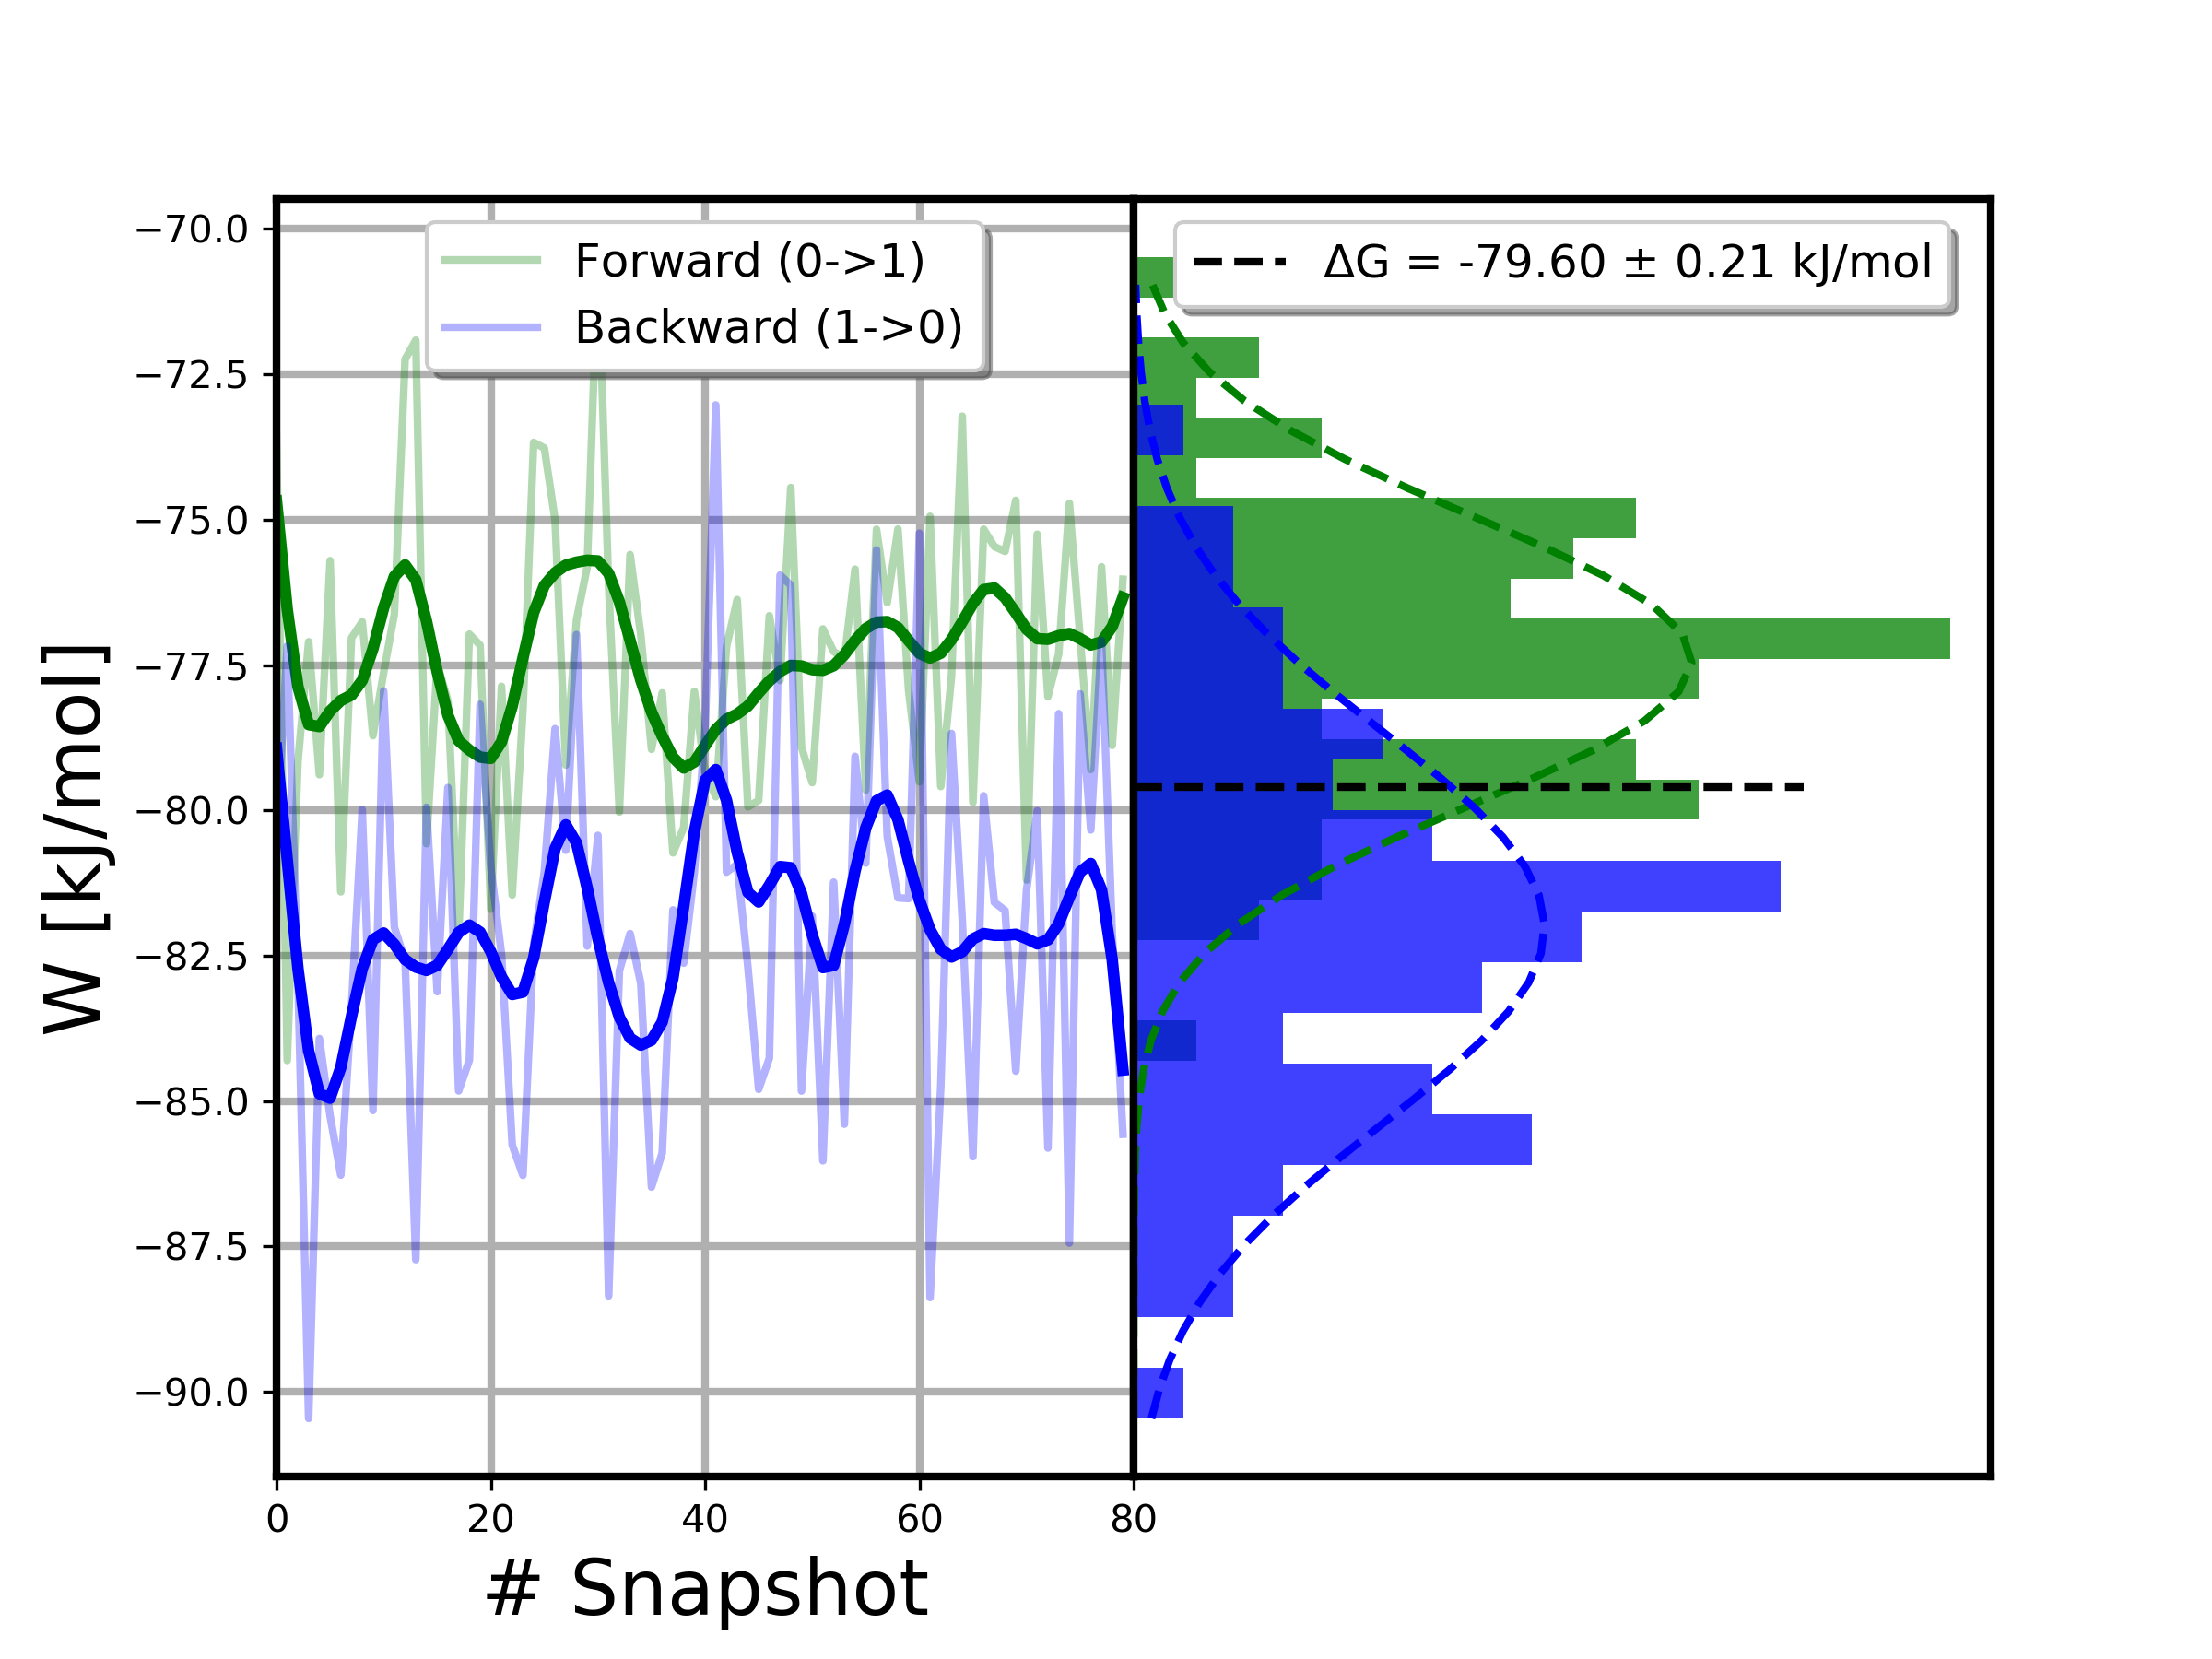 Forward (0->1)
Backward (1->0)
ΔG = -79.60 ± 0.21 kJ/mol
W [kJ/mol]
−70.0
−72.5
−75.0
−77.5
−80.0
−82.5
−85.0
−87.5
−90.0
0 20 40 60 80
# Snapshot